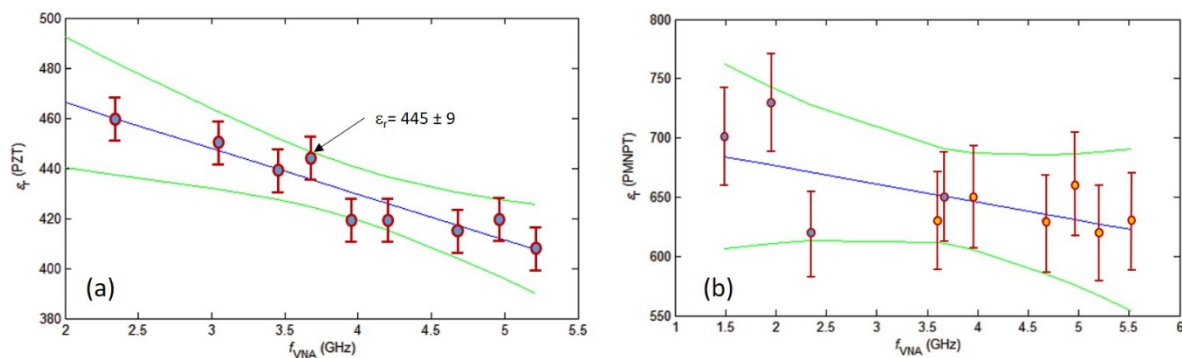 500
480
460
440
420
400
380
εr (PZT)
εr= 445 ± 9
(a)
2 2.5 3 3.5 4 4.5 5 5.5
fVNA (GHz)
800
750
700
650
600
550
εr (PMNPT)
(b)
1 1.5 2 2.5 3 3.5 4 4.5 5 5.5 6
fVNA (GHz)